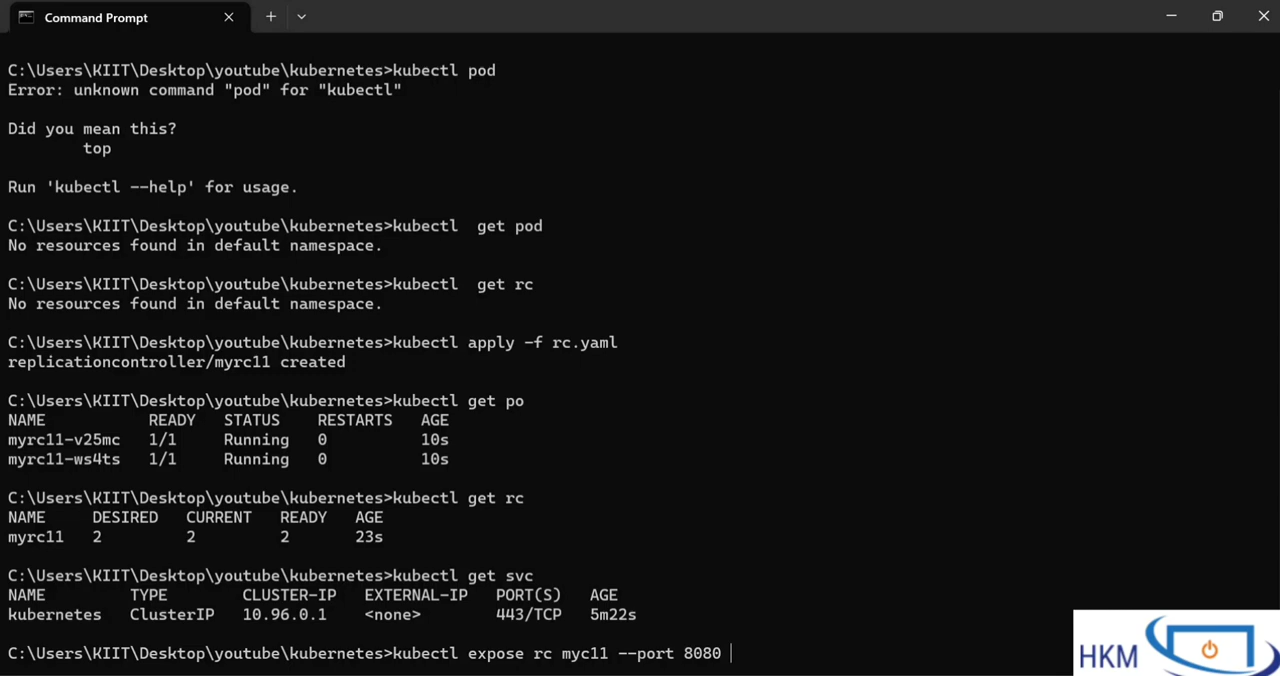 Command Prompt
C:\Users\KIIT\Desktop\youtube\kubernetes>kubectl pod
Error: unknown command "pod" for "kubectl"
Did you mean this?
        top
Run 'kubectl --help' for usage.
C:\Users\KIIT\Desktop\youtube\kubernetes>kubectl  get pod
No resources found in default namespace.
C:\Users\KIIT\Desktop\youtube\kubernetes>kubectl  get rc
No resources found in default namespace.
C:\Users\KIIT\Desktop\youtube\kubernetes>kubectl apply -f rc.yaml
replicationcontroller/myrc11 created
C:\Users\KIIT\Desktop\youtube\kubernetes>kubectl get po
NAME           READY   STATUS    RESTARTS   AGE
myrc11-v25mc   1/1     Running   0          10s
myrc11-ws4ts   1/1     Running   0          10s
C:\Users\KIIT\Desktop\youtube\kubernetes>kubectl get rc
NAME     DESIRED   CURRENT   READY   AGE
myrc11   2         2         2       23s
C:\Users\KIIT\Desktop\youtube\kubernetes>kubectl get svc
NAME         TYPE        CLUSTER-IP   EXTERNAL-IP   PORT(S)   AGE
kubernetes   ClusterIP   10.96.0.1    <none>        443/TCP   5m22s
C:\Users\KIIT\Desktop\youtube\kubernetes>kubectl expose rc myc11 --port 8080
HKM